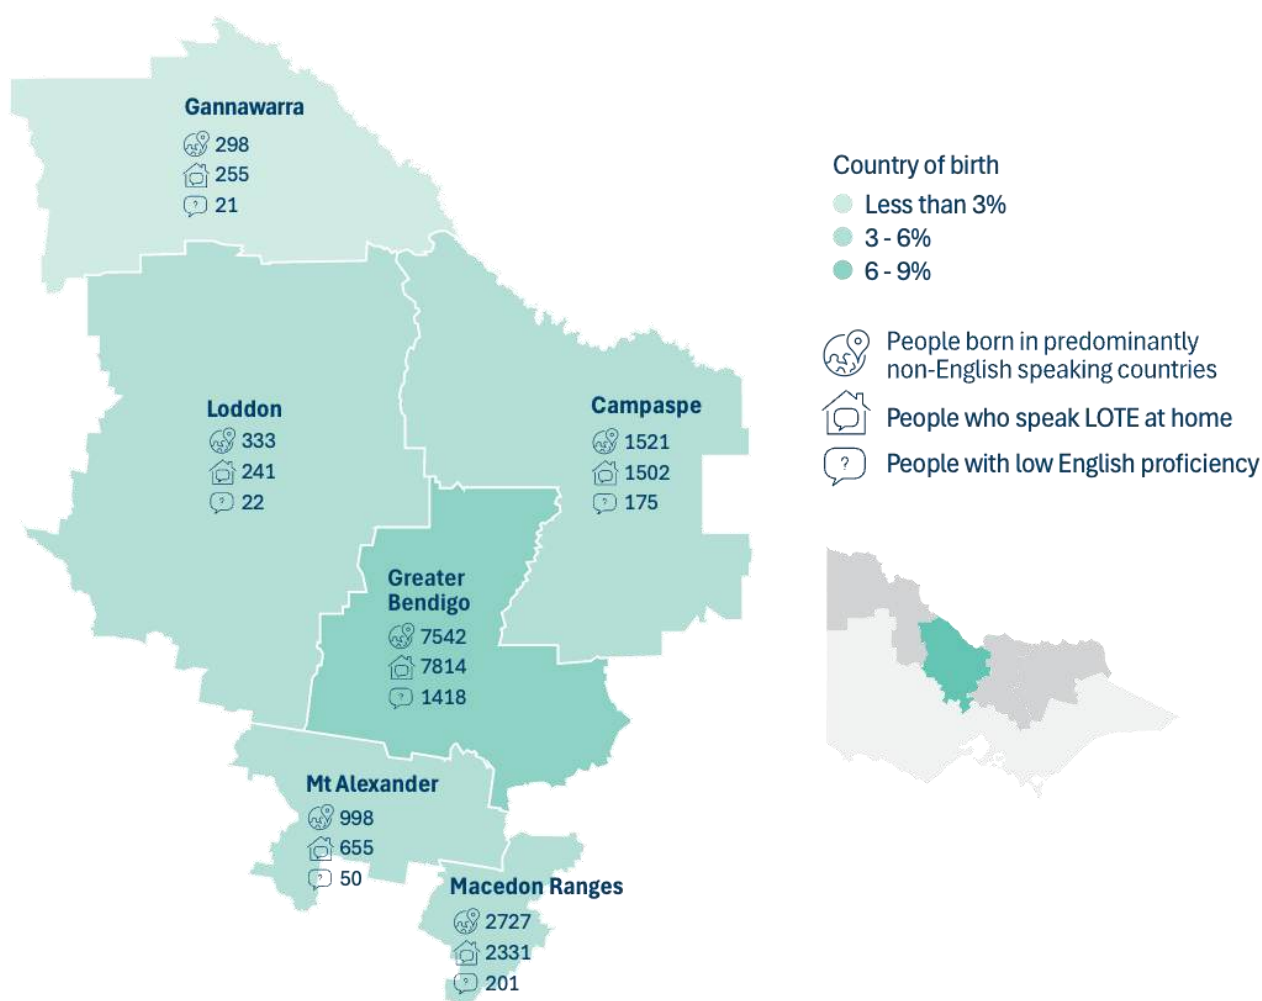 Gannawarra
298
255
21
Country of birth
Less than 3%
3 - 6%
6 - 9%
People born in predominantly
non-English speaking countries
People who speak LOTE at home
? People with low English proficiency
Loddon
333
241
? 22
Campaspe
1521
1502
? 175
Greater
Bendigo
7542
7814
? 1418
Mt Alexander
998
655
? 50
Macedon Ranges
2727
2331
? 201